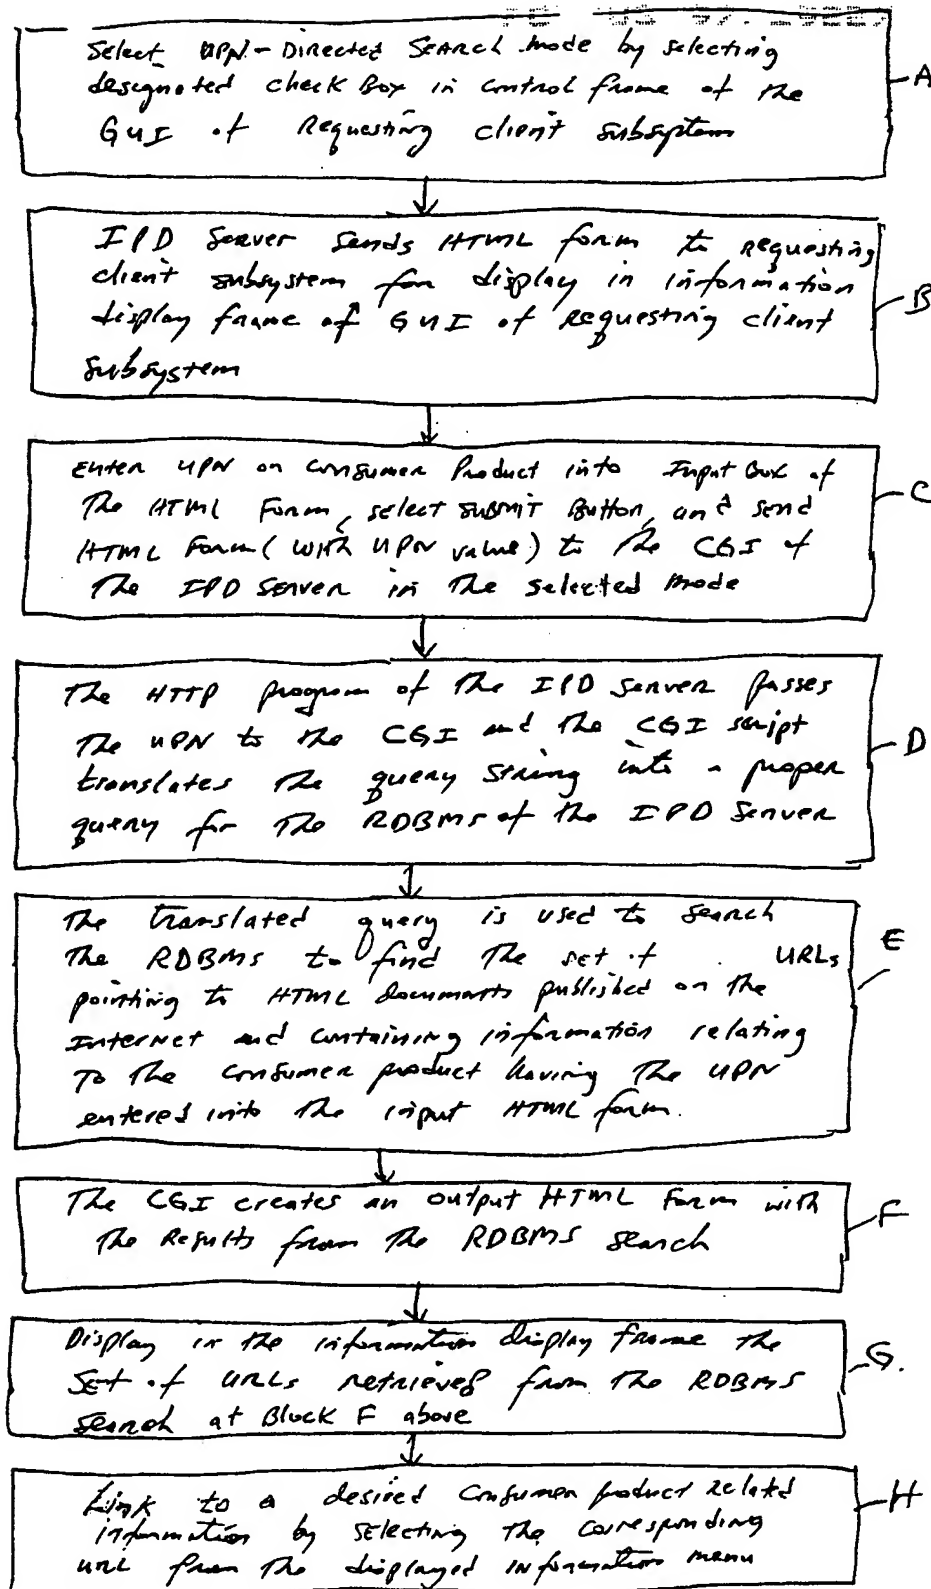 Select UPN-Directed Search mode by selecting
designated check Box in control frame of the
GUI of Requesting client subsystem
A
IPD Server Sends HTML form to requesting
client subsystem for display in information
display frame of GUI of requesting client
subsystem
B
Enter UPN on Consumer Product into Input Box of
The HTML Form, select SUBMIT Button, and send
HTML Form (with UPN value) to the CGI of
The IPD Server in the selected mode
C
The HTTP program of the IPD Server passes
The UPN to the CGI and the CGI script
translates the query string into a proper
query for the RDBMS of the IPD Server
D
The translated query is used to search
the RDBMS to find the set of URLs
pointing to HTML documents published on the
Internet and containing information relating
To the consumer product having the UPN
entered into the input HTML form.
E
The CGI creates an output HTML Form with
the Results from the RDBMS search
F
Display in the information display frame the
Set of URLs retrieved from the RDBMS
Search at Block F above
G.
Link to a desired consumer product related
information by selecting the corresponding
URL from the displayed information menu
H